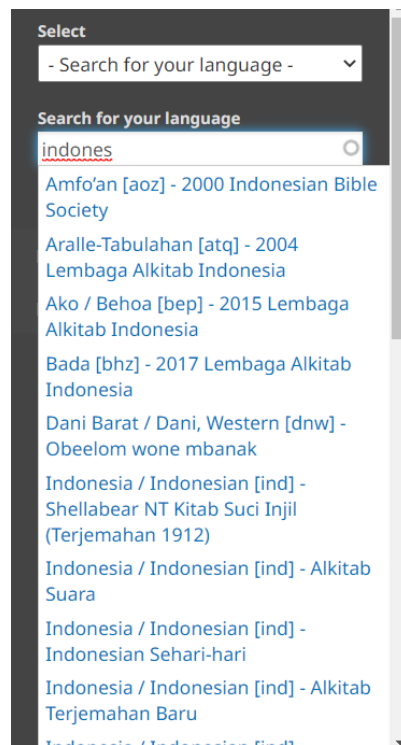 Select
- Search for your language -
Search for your language
indones
Amfo'an [aoz] - 2000 Indonesian Bible
Society
Aralle-Tabulahan [atq] - 2004
Lembaga Alkitab Indonesia
Ako / Behoa [bep] - 2015 Lembaga
Alkitab Indonesia
Bada [bhz] - 2017 Lembaga Alkitab
Indonesia
Dani Barat / Dani, Western [dnw] -
Obeelom wone mbanak
Indonesia / Indonesian [ind] -
Shellabear NT Kitab Suci Injil
(Terjemahan 1912)
Indonesia / Indonesian [ind] - Alkitab
Suara
Indonesia / Indonesian [ind] -
Indonesian Sehari-hari
Indonesia / Indonesian [ind] - Alkitab
Terjemahan Baru
Indonesia / Indonesian [ind]